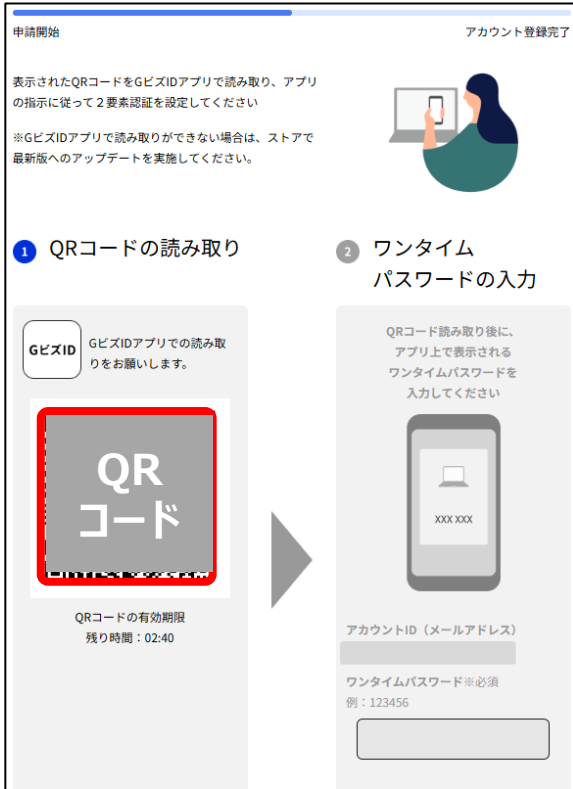 申請開始
アカウント登録完了
表示されたQRコードをGビズIDアプリで読み取り、アプリ
の指示に従って２要素認証を設定してください
※GビズIDアプリで読み取りができない場合は、ストアで
最新版へのアップデートを実施してください。
1 QRコードの読み取り
GビズID
GビズIDアプリでの読み取
りをお願いします。
QR
コード
QRコードの有効期限
残り時間：02:40
2 ワンタイム
パスワードの入力
QRコード読み取り後に、
アプリ上で表示される
ワンタイムパスワードを
入力してください
XXX XXX
アカウントID（メールアドレス）
ワンタイムパスワード※必須
例：123456